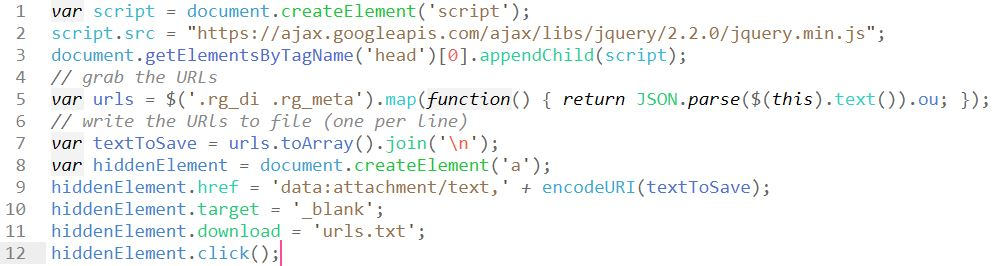 1 var script = document.createElement('script');
2 script.src = "https://ajax.googleapis.com/ajax/libs/jquery/2.2.0/jquery.min.js";
3 document.getElementsByTagName('head')[0].appendChild(script);
4 // grab the URLs
5 var urls = $('.rg_di .rg_meta').map(function() { return JSON.parse($(this).text()).ou; });
6 // write the URls to file (one per line)
7 var textToSave = urls.toArray().join('\n');
8 var hiddenElement = document.createElement('a');
9 hiddenElement.href = 'data:attachment/text,' + encodeURI(textToSave);
10 hiddenElement.target = '_blank';
11 hiddenElement.download = 'urls.txt';
12 hiddenElement.click();